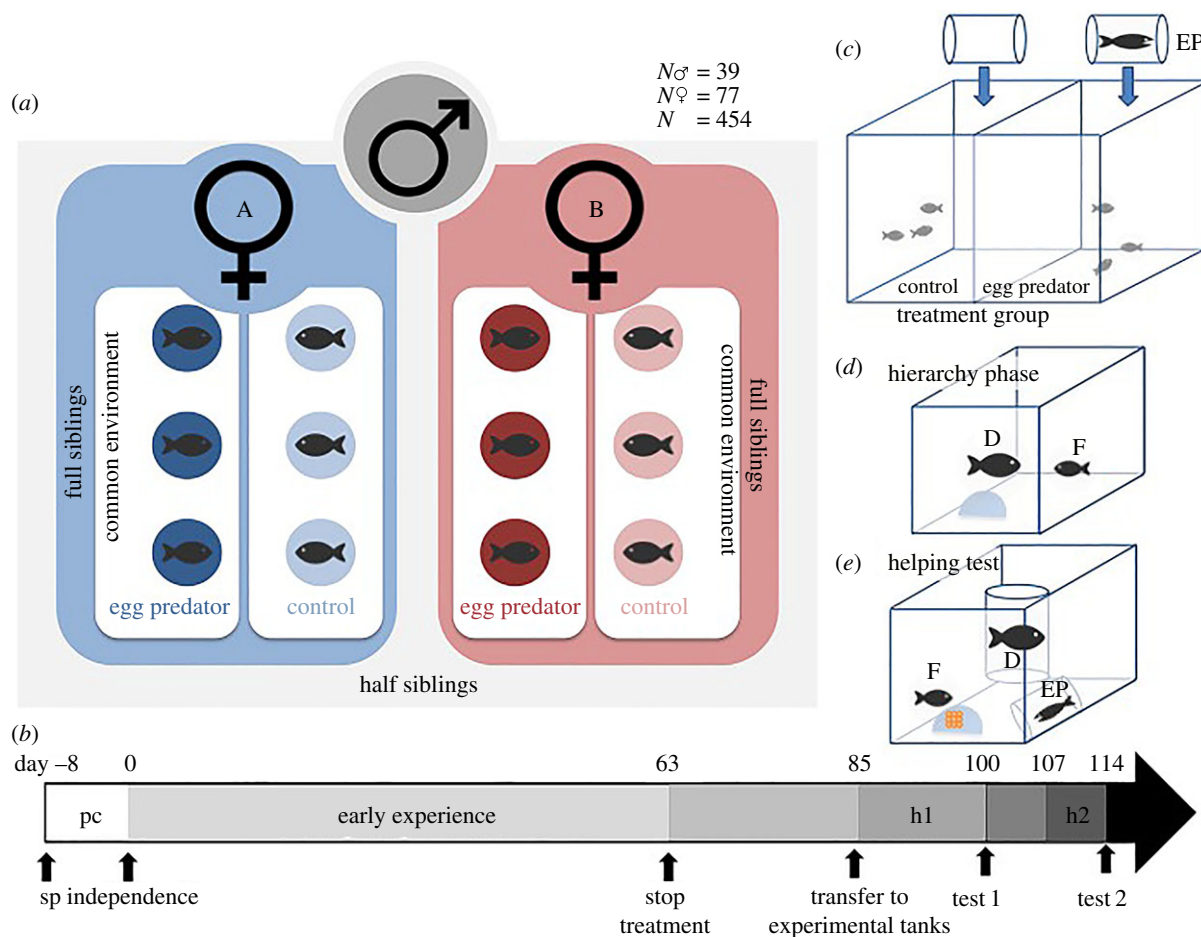 (a)
N♂ = 39
N♀ = 77
N = 454
A
B
full siblings
common environment
egg predator
control
egg predator
control
common environment
full siblings
half siblings
(b)
day –8
0
63
85
100
107
114
pc
early experience
h1
h2
sp
independence
stop
treatment
transfer to
experimental tanks
test 1
test 2
(c)
EP
control
egg predator
treatment group
(d)
hierarchy phase
D
F
(e)
helping test
D
F
EP